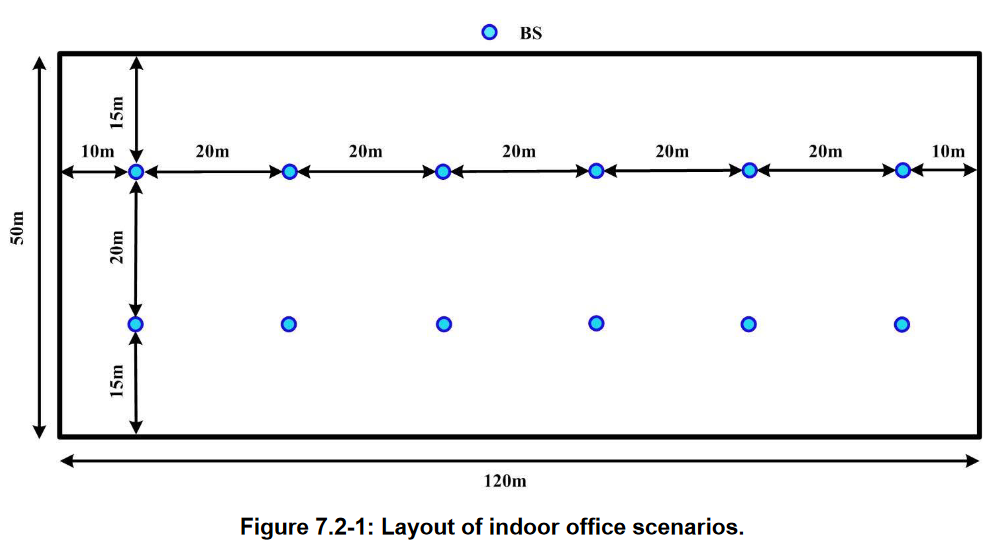 BS
15m
10m
20m
20m
20m
20m
20m
10m
50m
20m
15m
120m
Figure 7.2-1: Layout of indoor office scenarios.